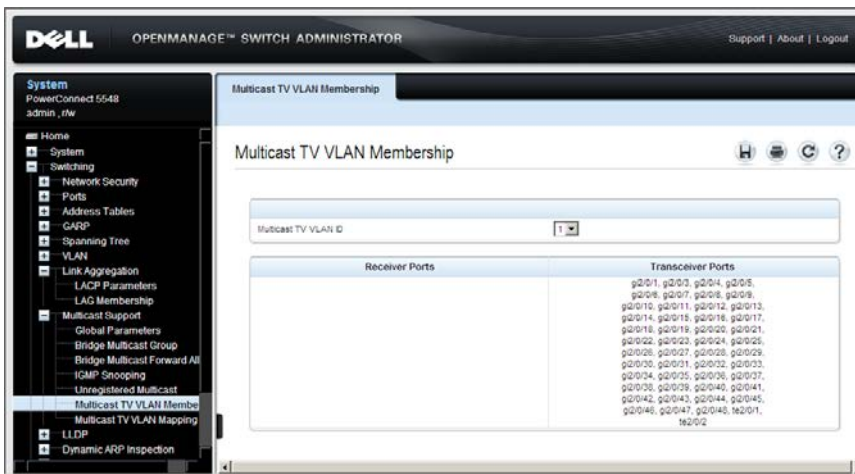 DELL
OPENMANAGE™ SWITCH ADMINISTRATOR
Support | About | Logout
System
PowerConnect 5548
admin , r/w
Home
System
Switching
Network Security
Ports
Address Tables
GARP
Spanning Tree
VLAN
Link Aggregation
LACP Parameters
LAG Membership
Multicast Support
Global Parameters
Bridge Multicast Group
Bridge Multicast Forward All
IGMP Snooping
Unregistered Multicast
Multicast TV VLAN Membe
Multicast TV VLAN Mapping
LLDP
Dynamic ARP Inspection
Multicast TV VLAN Membership
Multicast TV VLAN Membership
?
Multicast TV VLAN ID
1
Receiver Ports
Transceiver Ports
gi2/0/1, gi2/0/3, gi2/0/4, gi2/0/5,
gi2/0/6, gi2/0/7, gi2/0/8, gi2/0/9,
gi2/0/10, gi2/0/11, gi2/0/12, gi2/0/13,
gi2/0/14, gi2/0/15, gi2/0/16, gi2/0/17,
gi2/0/18, gi2/0/19, gi2/0/20, gi2/0/21,
gi2/0/22, gi2/0/23, gi2/0/24, gi2/0/25,
gi2/0/26, gi2/0/27, gi2/0/28, gi2/0/29,
gi2/0/30, gi2/0/31, gi2/0/32, gi2/0/33,
gi2/0/34, gi2/0/35, gi2/0/36, gi2/0/37,
gi2/0/38, gi2/0/39, gi2/0/40, gi2/0/41,
gi2/0/42, gi2/0/43, gi2/0/44, gi2/0/45,
gi2/0/46, gi2/0/47, gi2/0/48, te2/0/1,
te2/0/2